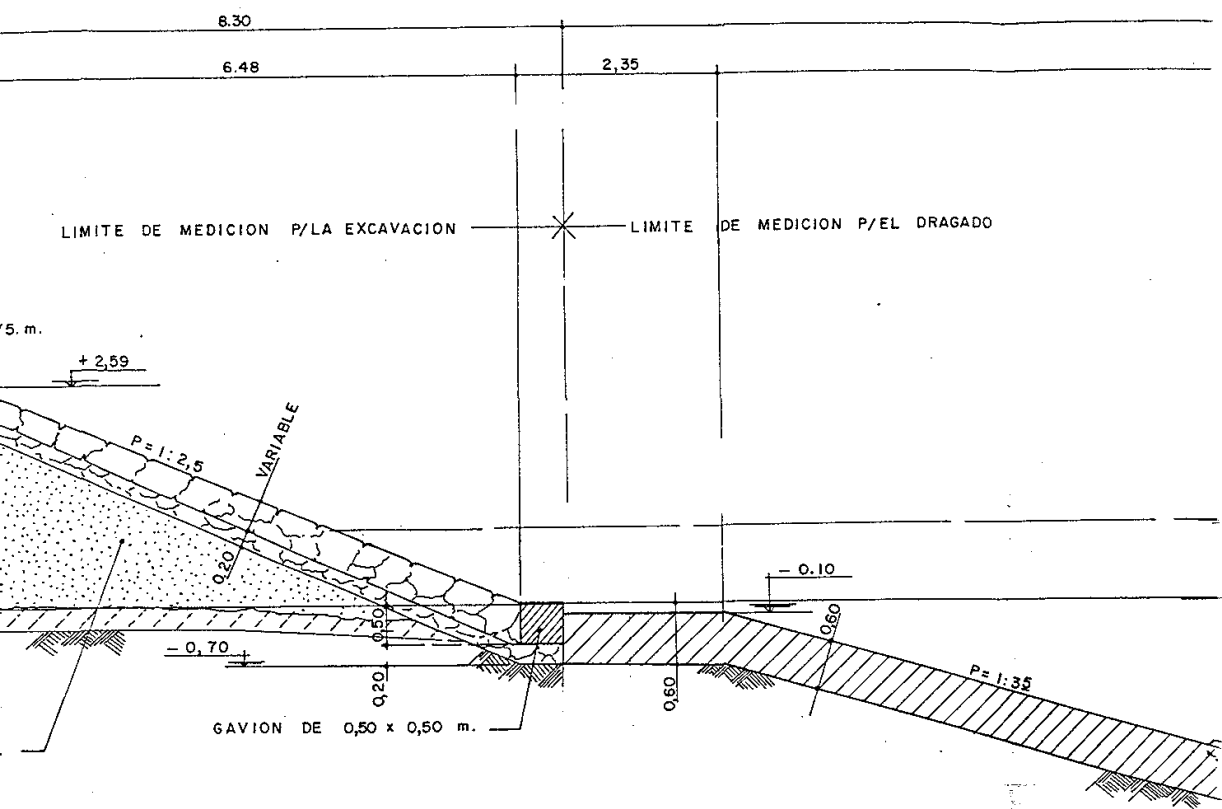 8.30
6.48
2,35
LIMITE DE MEDICION P/LA EXCAVACION
LIMITE DE MEDICION P/EL DRAGADO
5. m.
+ 2,59
P= 1:2,5
VARIABLE
0,20
- 0.10
0,50
0,60
- 0,70
P= 1:35
0,20
0,60
GAVION DE 0,50 x 0,50 m.